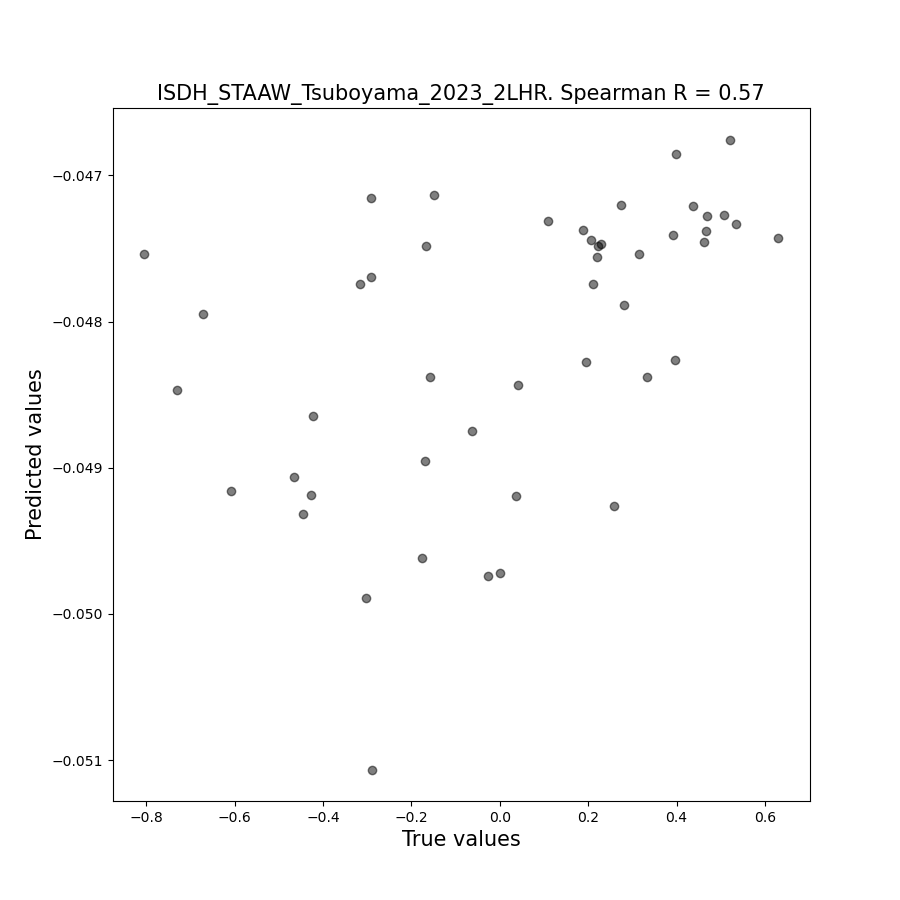 ISDH_STAAW_Tsuboyama_2023_2LHR. Spearman R = 0.57
Predicted values
−0.047
−0.048
−0.049
−0.050
−0.051
−0.8 −0.6 −0.4 −0.2 0.0 0.2 0.4 0.6
True values